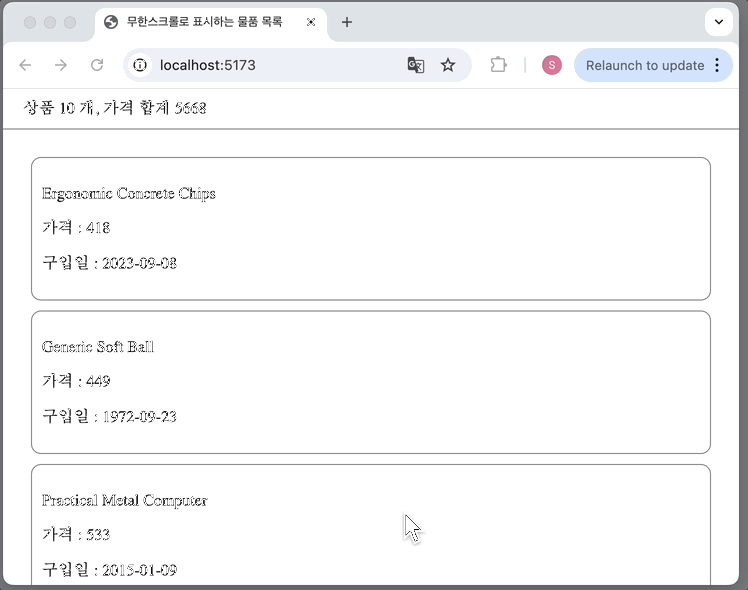 무한스크롤로 표시하는 물품 목록
localhost:5173
S
Relaunch to update
상품 10 개, 가격 합계 5668
Ergonomic Concrete Chips
가격 : 418
구입일 : 2023-09-08
Generic Soft Ball
가격 : 449
구입일 : 1972-09-23
Practical Metal Computer
가격 : 533
구입일 : 2015-01-09